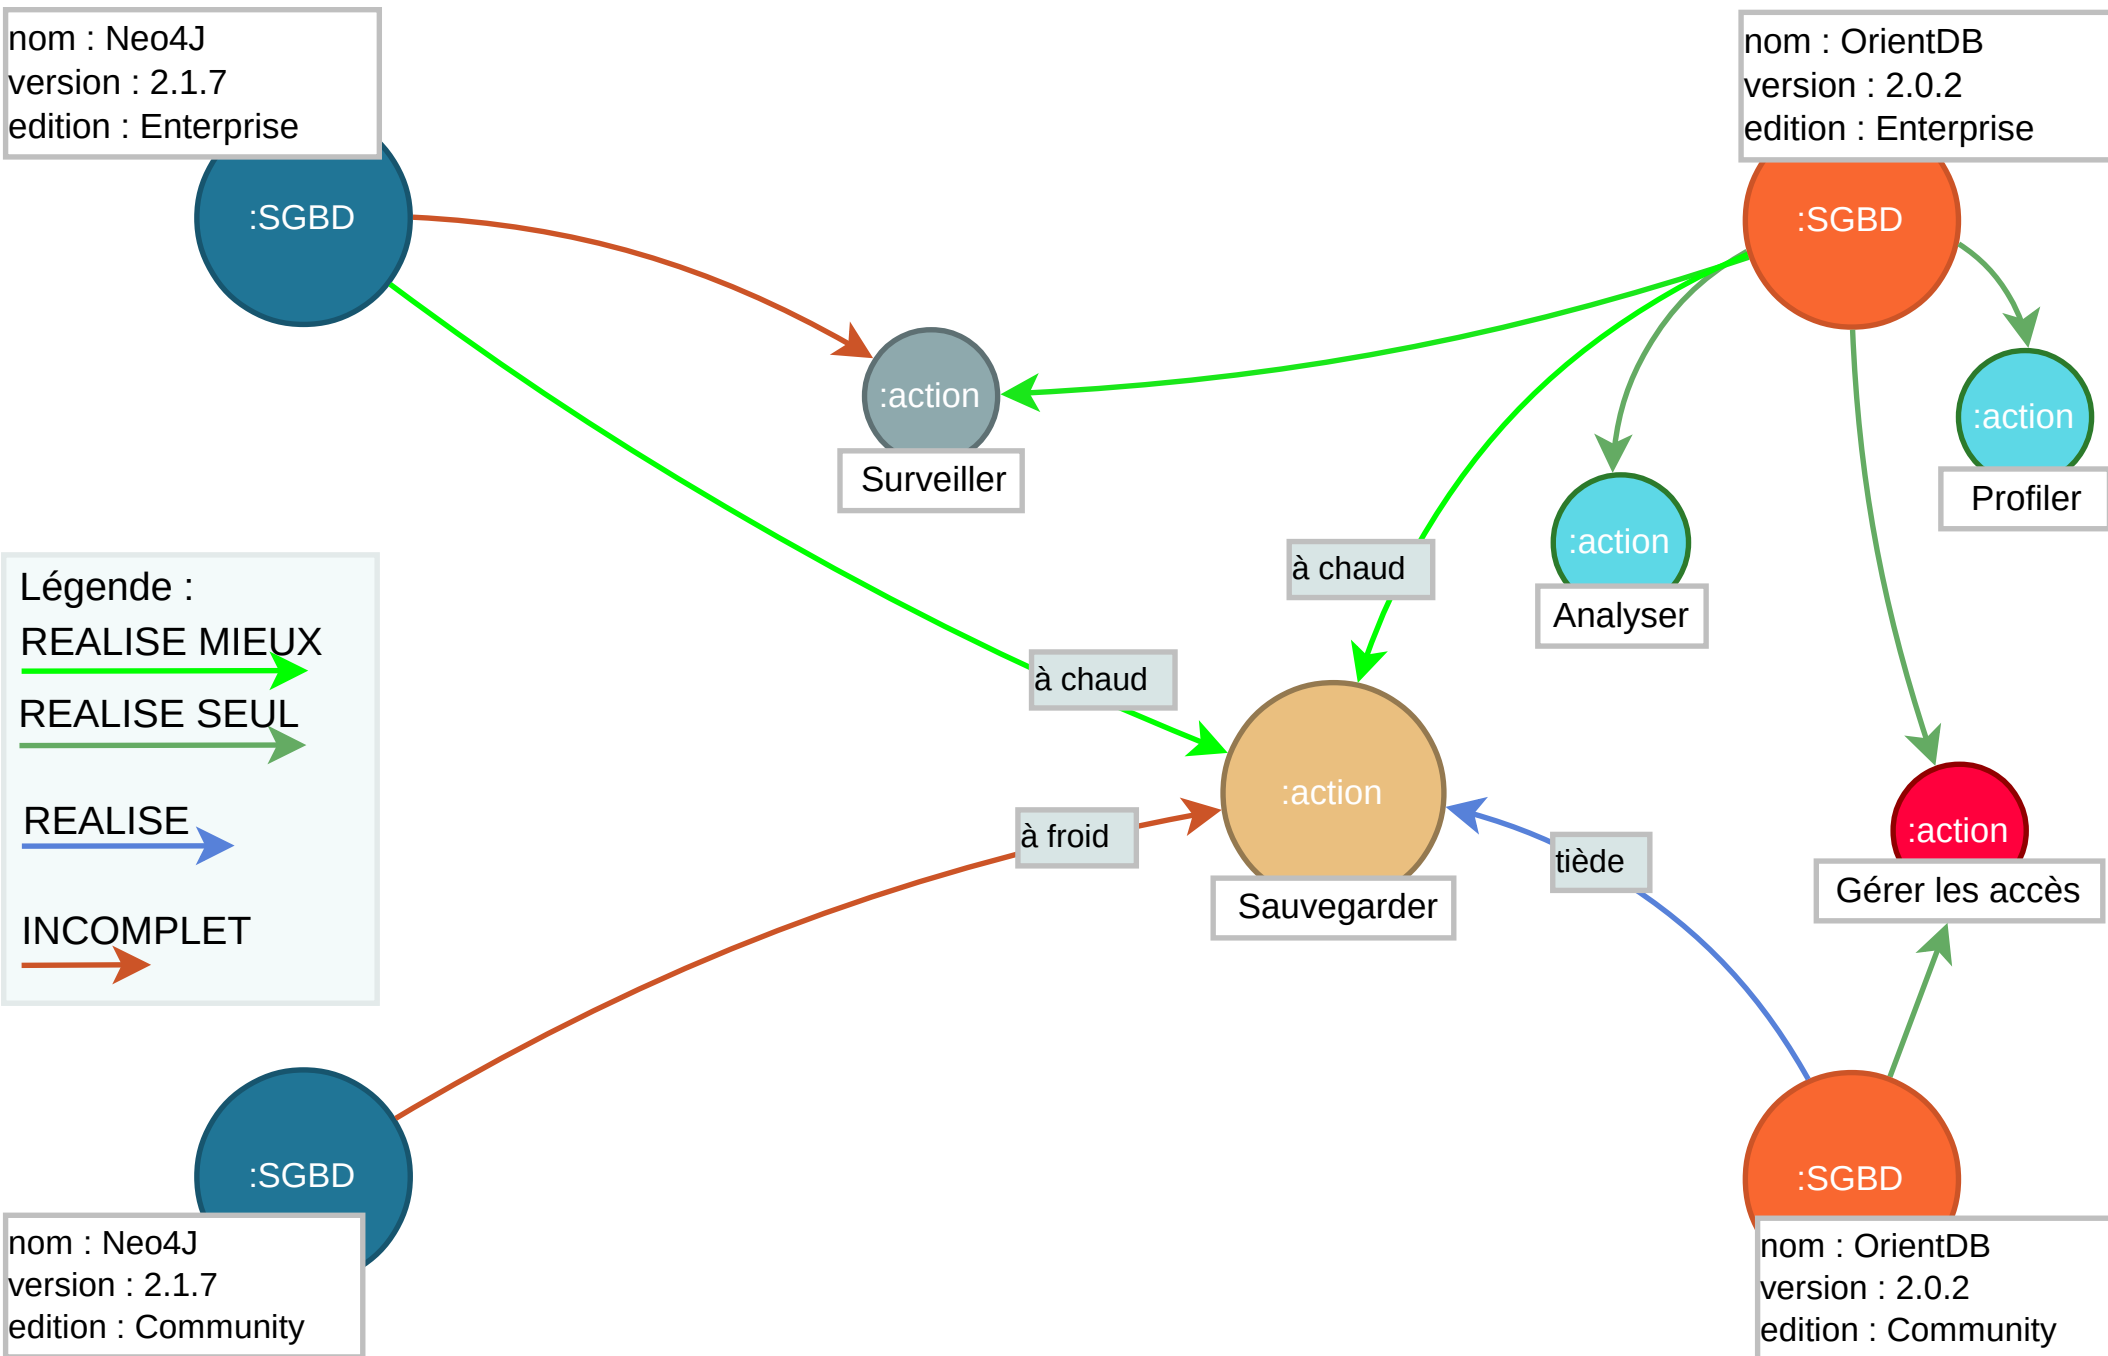 nom : Neo4J
version : 2.1.7
edition : Enterprise
:SGBD
nom : OrientDB
version : 2.0.2
edition : Enterprise
:SGBD
:action
Surveiller
:action
Profiler
:action
Analyser
à chaud
à chaud
Légende :
REALISE MIEUX
REALISE SEUL
REALISE
INCOMPLET
:action
Sauvegarder
à froid
tiède
:action
Gérer les accès
:SGBD
nom : Neo4J
version : 2.1.7
edition : Community
:SGBD
nom : OrientDB
version : 2.0.2
edition : Community